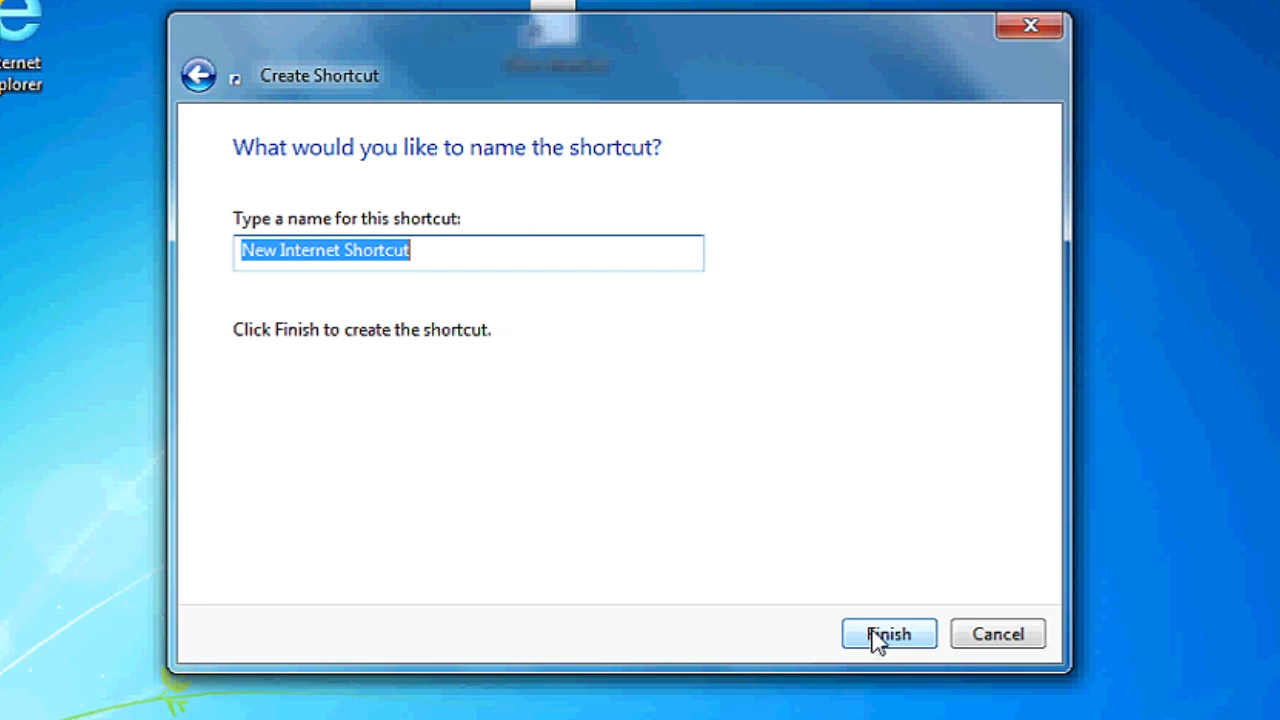 ternet
plorer
Create Shortcut
What would you like to name the shortcut?
Type a name for this shortcut:
New Internet Shortcut
Click Finish to create the shortcut.
Finish
Cancel